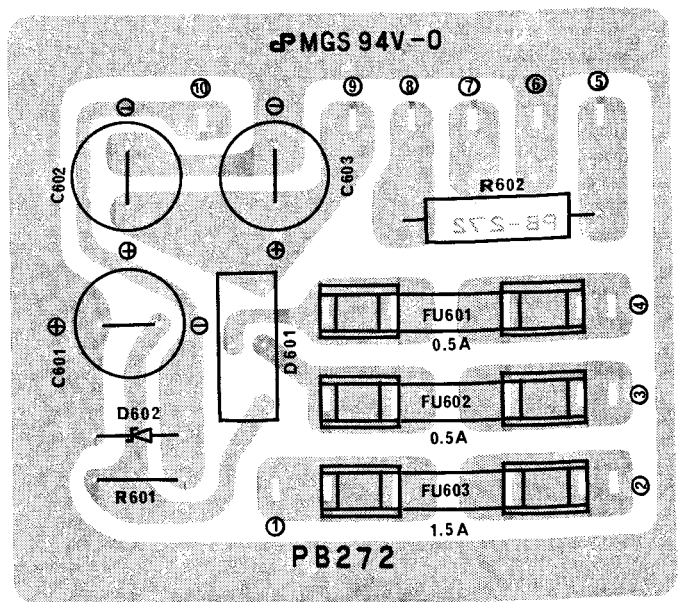 MGS 94V-0
⑩ ⑨ ⑧ ⑦ ⑥ ⑤
⊖ ⊖
C602
C603
R602
PB-272
⊕ ⊕
⊕ ⊖
C601
D601
FU601
0.5A
④
FU602
0.5A
③
D602
R601
FU603
1.5A
②
①
PB272